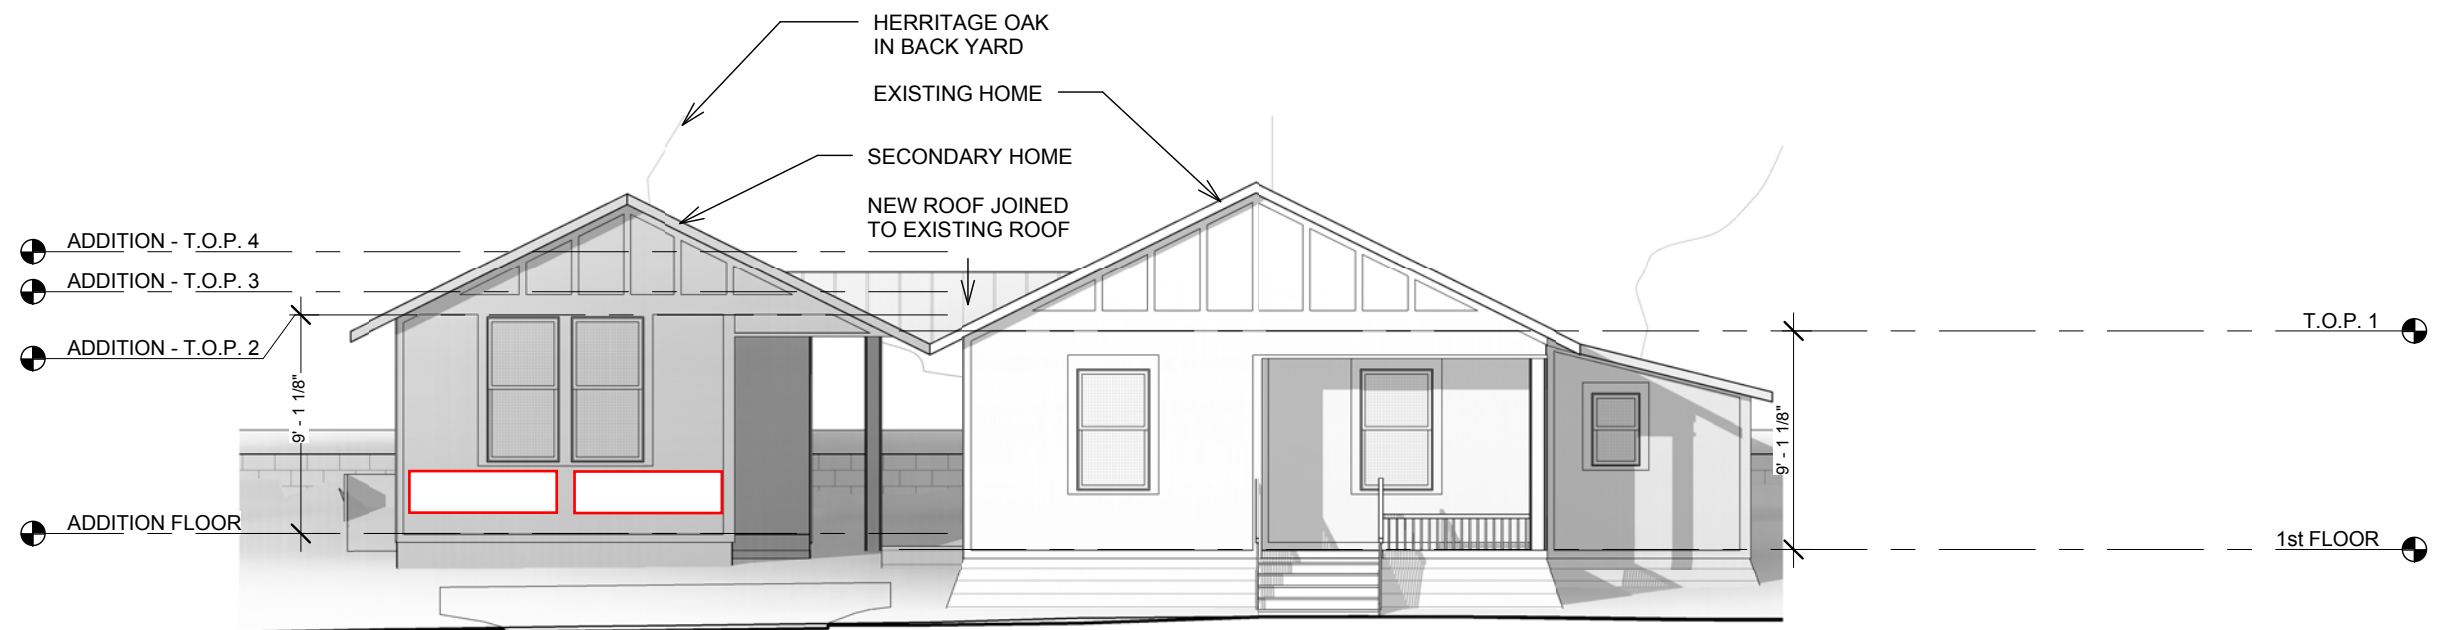 HERRITAGE OAK
IN BACK YARD
EXISTING HOME
SECONDARY HOME
NEW ROOF JOINED
TO EXISTING ROOF
ADDITION - T.O.P. 4
ADDITION - T.O.P. 3
ADDITION - T.O.P. 2
9' - 1 1/8"
ADDITION FLOOR
T.O.P. 1
9' - 1 1/8"
1st FLOOR